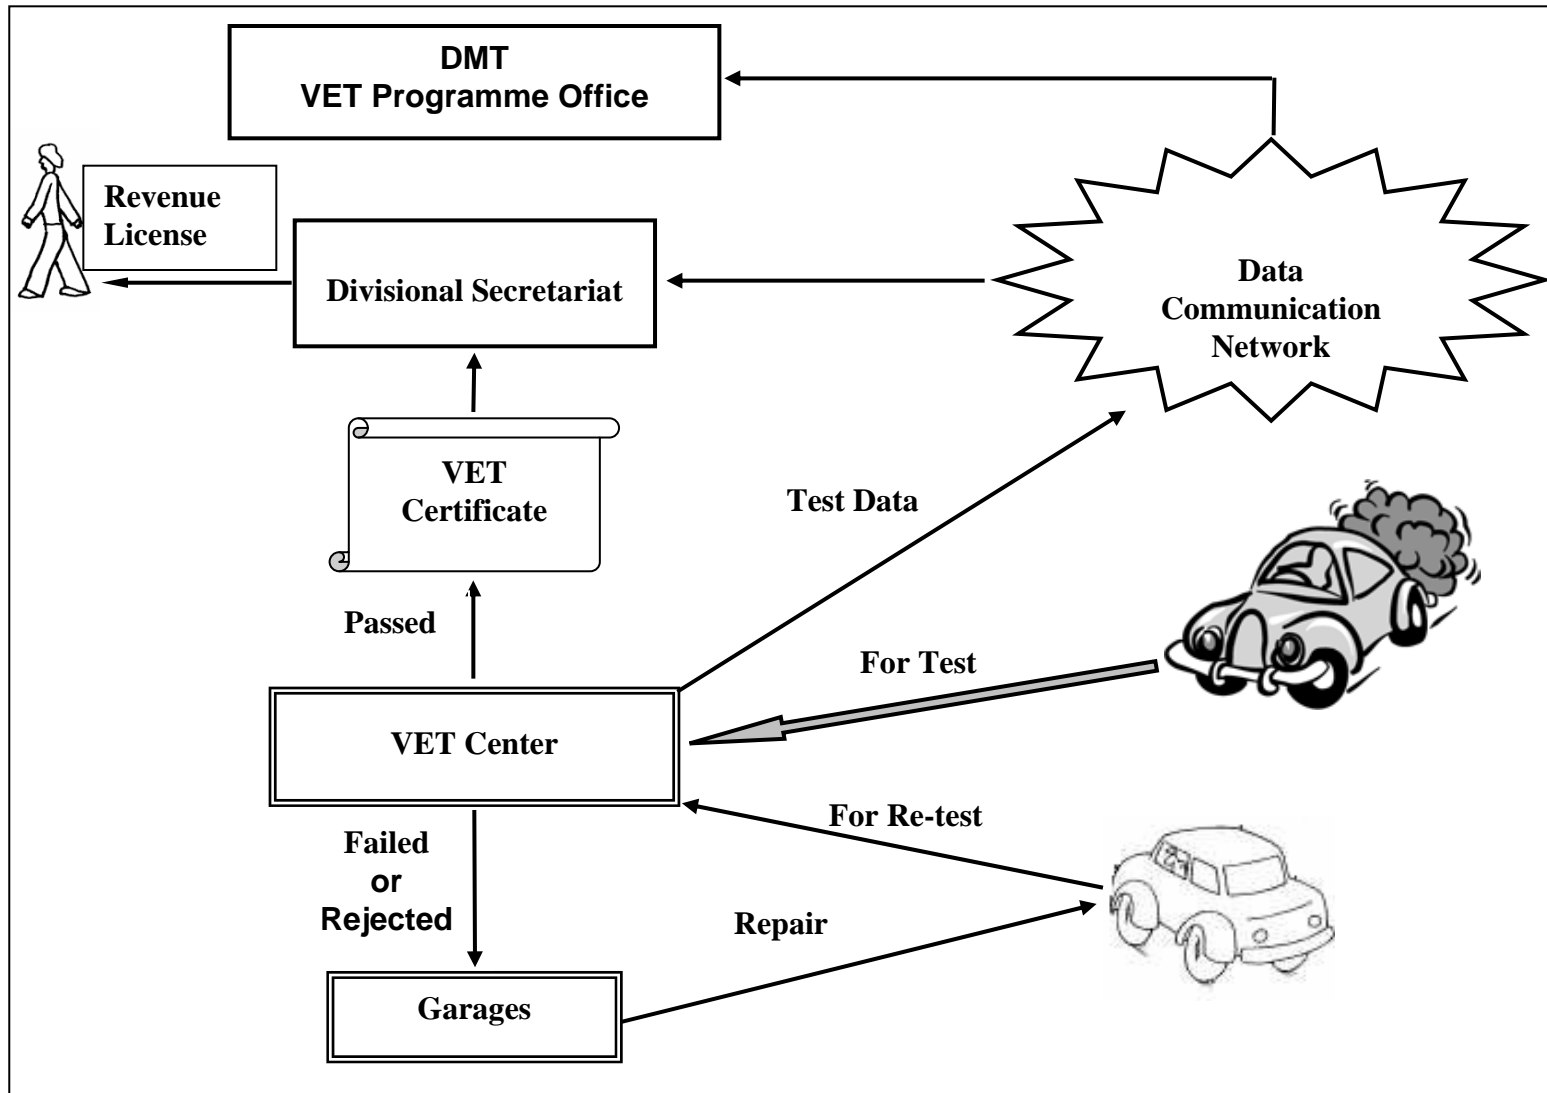 DMT
VET Programme Office
Revenue
License
Divisional Secretariat
Data
Communication
Network
VET
Certificate
Test Data
Passed
For Test
VET Center
For Re-test
Failed
or
Rejected
Repair
Garages